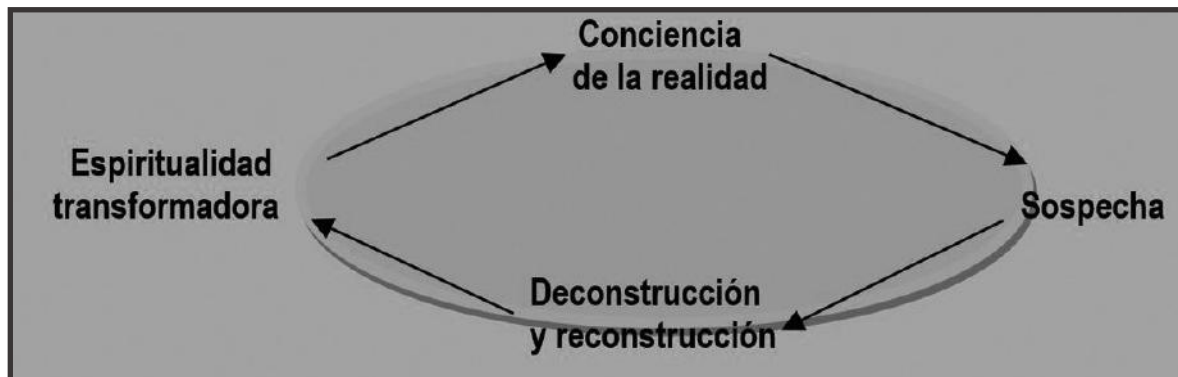 Conciencia
de la realidad
Espiritualidad
transformadora
Sospecha
Deconstrucción
y reconstrucción